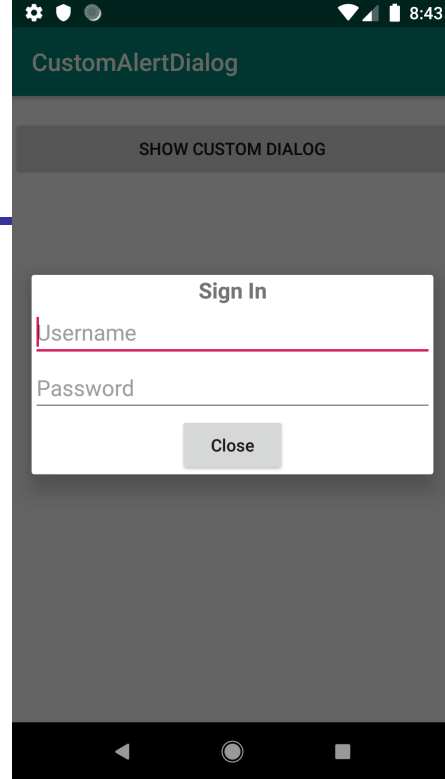 8:43
CustomAlertDialog
SHOW CUSTOM DIALOG
Sign In
Username
Password
Close